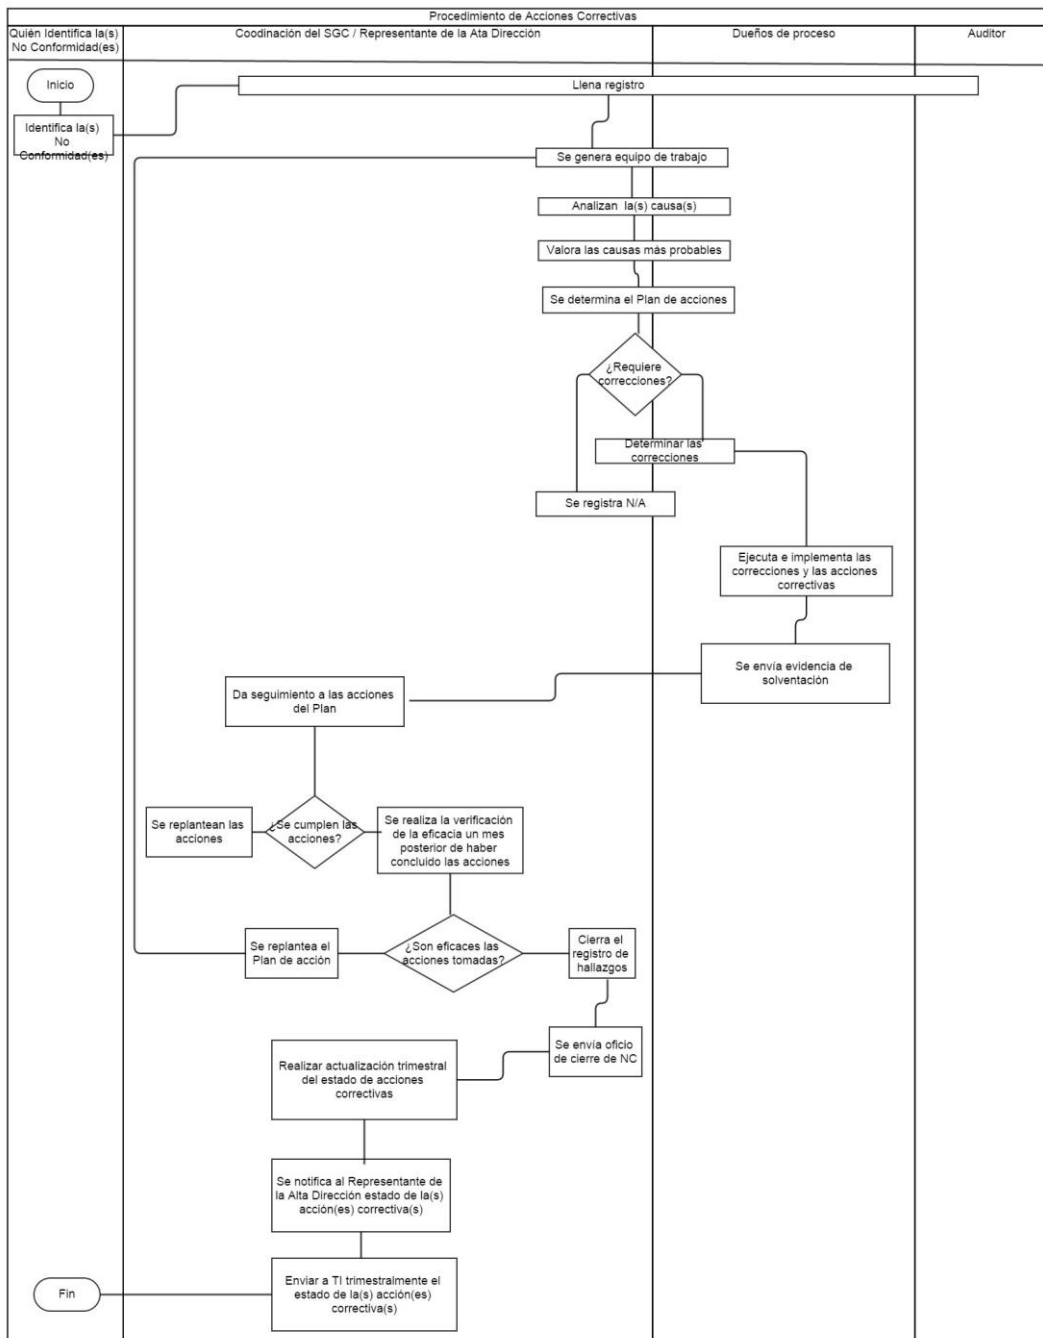 Procedimiento de Acciones Correctivas
Quién Identifica la(s)
No Conformidad(es)
Coodinación del SGC / Representante de la Ata Dirección
Dueños de proceso
Auditor
Inicio
Llena registro
Identifica la(s)
No
Conformidad(es)
Se genera equipo de trabajo
Analizan la(s) causa(s)
Valora las causas más probables
Se determina el Plan de acciones
¿Requiere
correcciones?
Determinar las
correcciones
Se registra N/A
Ejecuta e implementa las
correcciones y las acciones
correctivas
Se envía evidencia de
solventación
Da seguimiento a las acciones
del Plan
Se replantean las
acciones
¿Se cumplen las
acciones?
Se realiza la verificación
de la eficacia un mes
posterior de haber
concluido las acciones
Se replantea el
Plan de acción
¿Son eficaces las
acciones tomadas?
Cierra el
registro de
hallazgos
Se envía oficio
de cierre de NC
Realizar actualización trimestral
del estado de acciones
correctivas
Se notifica al Representante de
la Alta Dirección estado de la(s)
acción(es) correctiva(s)
Enviar a TI trimestralmente el
estado de la(s) acción(es)
correctiva(s)
Fin